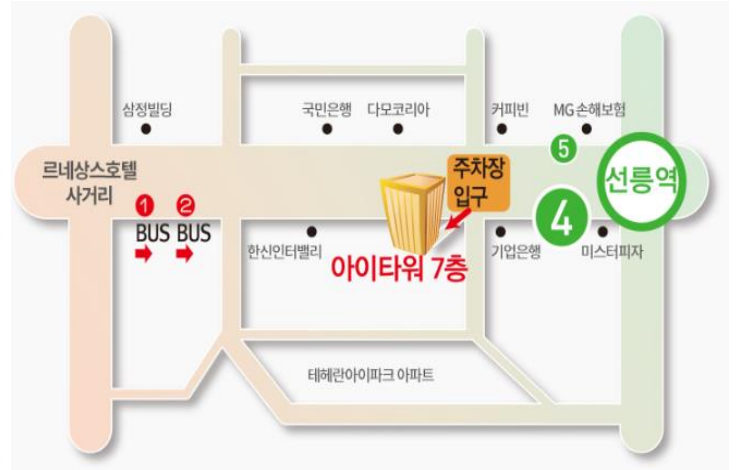 삼정빌딩
국민은행
다모코리아
커피빈
MG손해보험
5
르네상스호텔
사거리
주차장
입구
선릉역
1
2
4
BUS
BUS
한신인터밸리
아이타워 7층
기업은행
미스터피자
테헤란아이파크 아파트